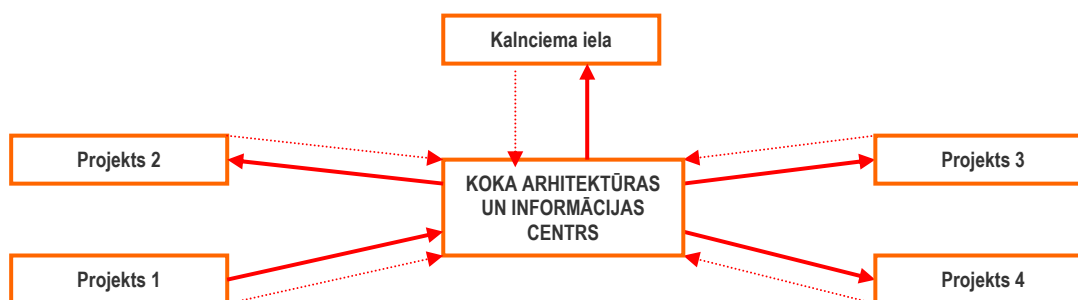 Kalnciema iela
Projekts 2
Projekts 3
KOKA ARHITEKTŪRAS
UN INFORMĀCIJAS
CENTRS
Projekts 1
Projekts 4